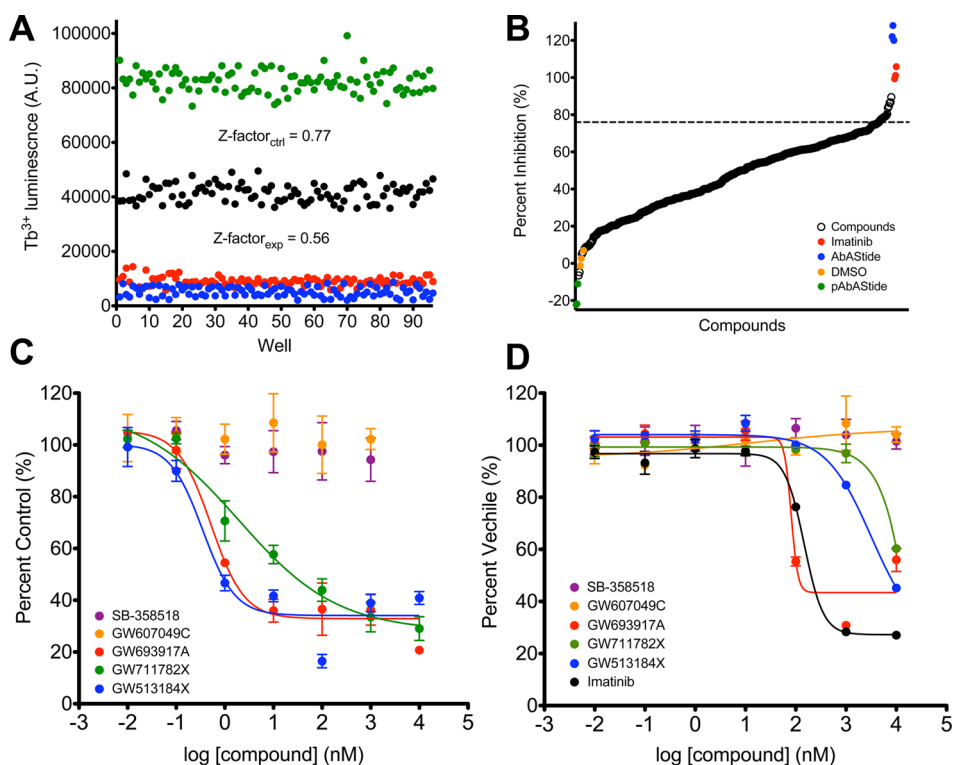 A
Tb3+ luminescnce (A.U.)
100000
80000
60000
40000
20000
0
Z-factorctrl = 0.77
Z-factorexp = 0.56
0 10 20 30 40 50 60 70 80 90
Well
B
Percent Inhibition (%)
120
100
80
60
40
20
0
-20
Compounds
Imatinib
AbAStide
DMSO
pAbAStide
Compounds
C
Percent Control (%)
120
100
80
60
40
20
0
SB-358518
GW607049C
GW693917A
GW711782X
GW513184X
-3 -2 -1 0 1 2 3 4 5
log [compound] (nM)
D
Percent Vechile (%)
120
100
80
60
40
20
0
SB-358518
GW607049C
GW693917A
GW711782X
GW513184X
Imatinib
-3 -2 -1 0 1 2 3 4 5
log [compound] (nM)